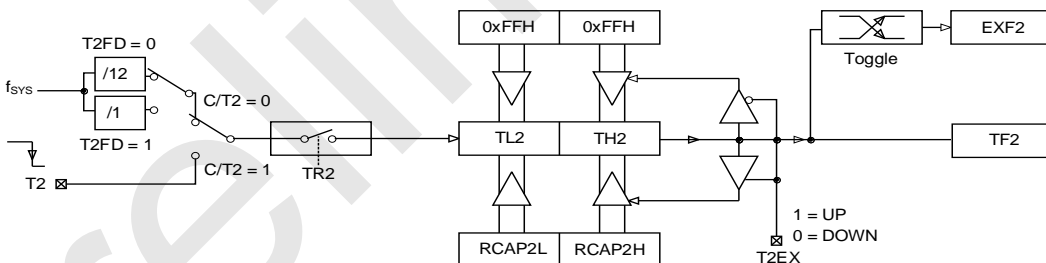 0xFFH 0xFFH
T2FD = 0
EXF2
Toggle
/12
fSYS
C/T2 = 0
/1
T2FD = 1
TL2 TH2
TF2
TR2
C/T2 = 1
T2
1 = UP
0 = DOWN
RCAP2L RCAP2H
T2EX